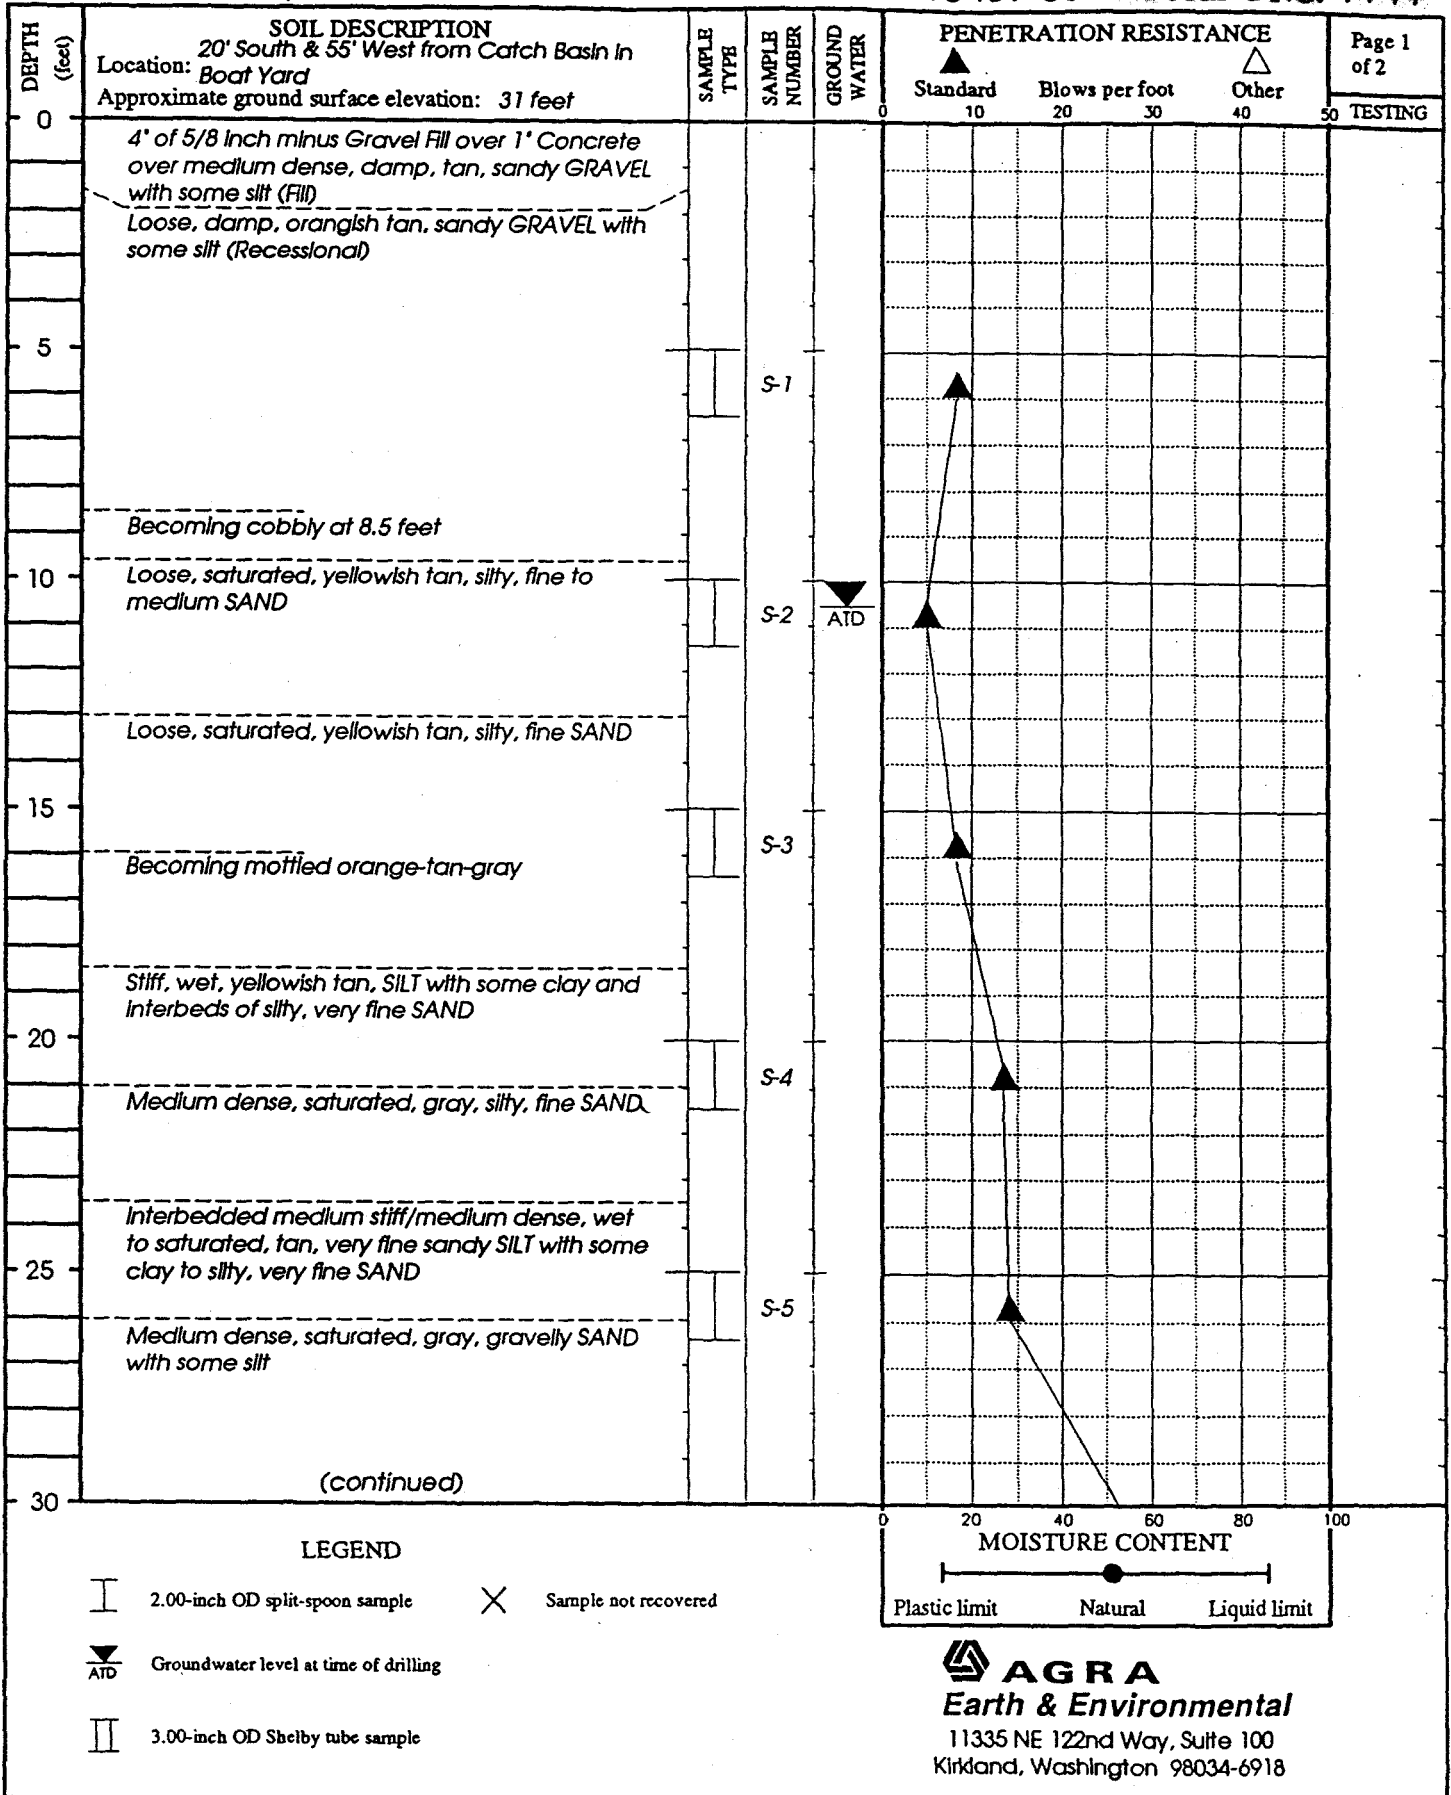 DEPTH (feet)
SOIL DESCRIPTION
Location: 20' South & 55' West from Catch Basin in
Boat Yard
Approximate ground surface elevation: 31 feet
SAMPLE TYPE
SAMPLE NUMBER
GROUND WATER
PENETRATION RESISTANCE
Standard Blows per foot Other
0 10 20 30 40 50
Page 1
of 2
TESTING
0
4" of 5/8 inch minus Gravel Fill over 1" Concrete
over medium dense, damp, tan, sandy GRAVEL
with some silt (Fill)
Loose, damp, orangish tan, sandy GRAVEL with
some silt (Recessional)
5
S-1
Becoming cobbly at 8.5 feet
10
Loose, saturated, yellowish tan, silty, fine to
medium SAND
S-2
ATD
Loose, saturated, yellowish tan, silty, fine SAND
15
S-3
Becoming mottled orange-tan-gray
Stiff, wet, yellowish tan, SILT with some clay and
interbeds of silty, very fine SAND
20
S-4
Medium dense, saturated, gray, silty, fine SAND
Interbedded medium stiff/medium dense, wet
to saturated, tan, very fine sandy SILT with some
clay to silty, very fine SAND
25
S-5
Medium dense, saturated, gray, gravelly SAND
with some silt
(continued)
30
0 20 40 60 80 100
MOISTURE CONTENT
Plastic limit Natural Liquid limit
LEGEND
2.00-inch OD split-spoon sample
Sample not recovered
ATD
Groundwater level at time of drilling
3.00-inch OD Shelby tube sample
AGRA
Earth & Environmental
11335 NE 122nd Way, Suite 100
Kirkland, Washington 98034-6918